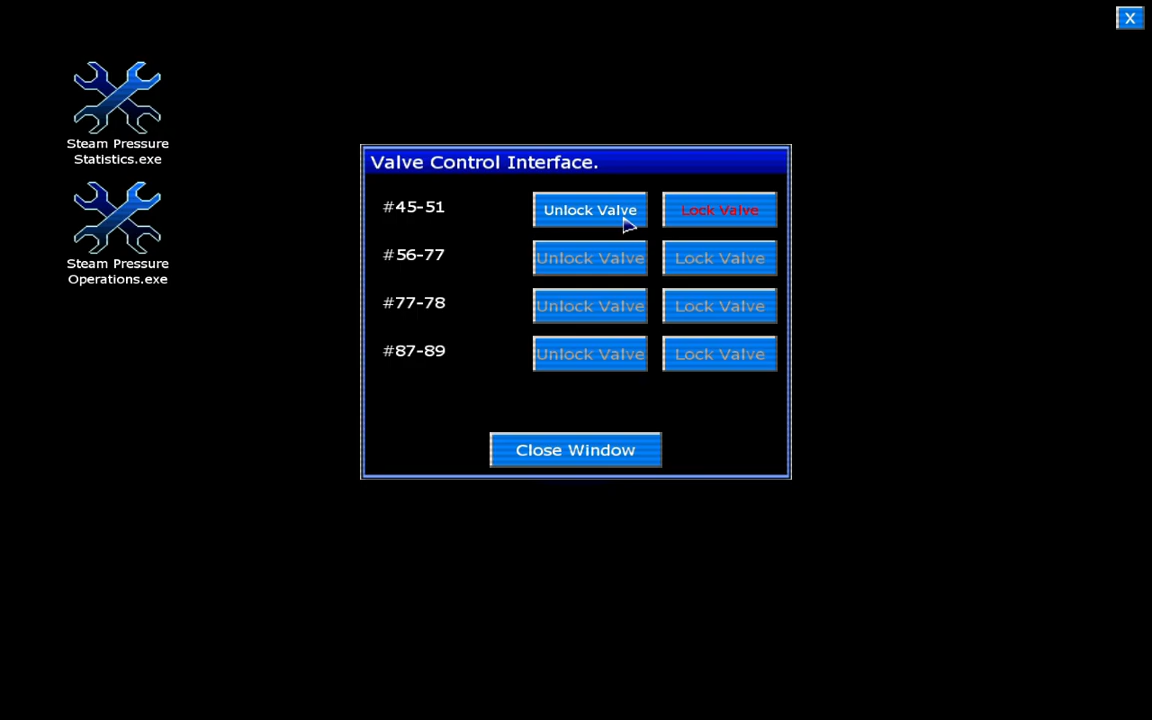 X
Steam Pressure
Statistics.exe
Steam Pressure
Operations.exe
Valve Control Interface.
#45-51 Unlock Valve Lock Valve
#56-77 Unlock Valve Lock Valve
#77-78 Unlock Valve Lock Valve
#87-89 Unlock Valve Lock Valve
Close Window